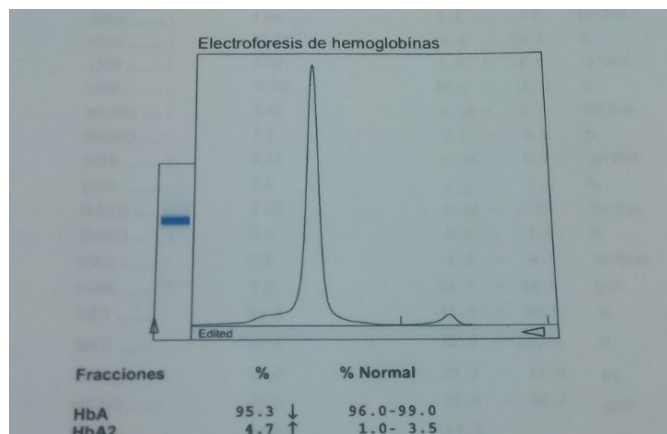 Electroforesis de hemoglobinas
Edited
Fracciones % % Normal
HbA 95.3 ↓ 96.0-99.0
HbA2 4.7 ↑ 1.0- 3.5